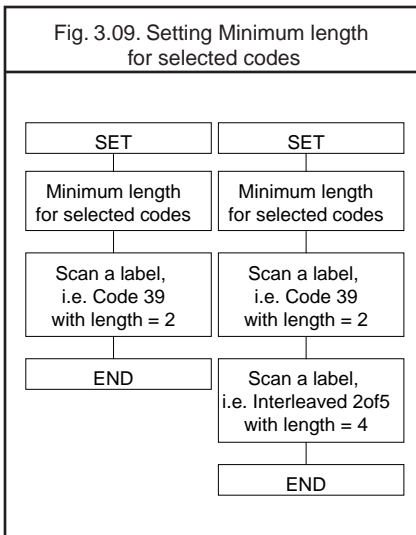 Fig. 3.09. Setting Minimum length
for selected codes
SET
Minimum length
for selected codes
Scan a label,
i.e. Code 39
with length = 2
END
SET
Minimum length
for selected codes
Scan a label,
i.e. Code 39
with length = 2
Scan a label,
i.e. Interleaved 2of5
with length = 4
END